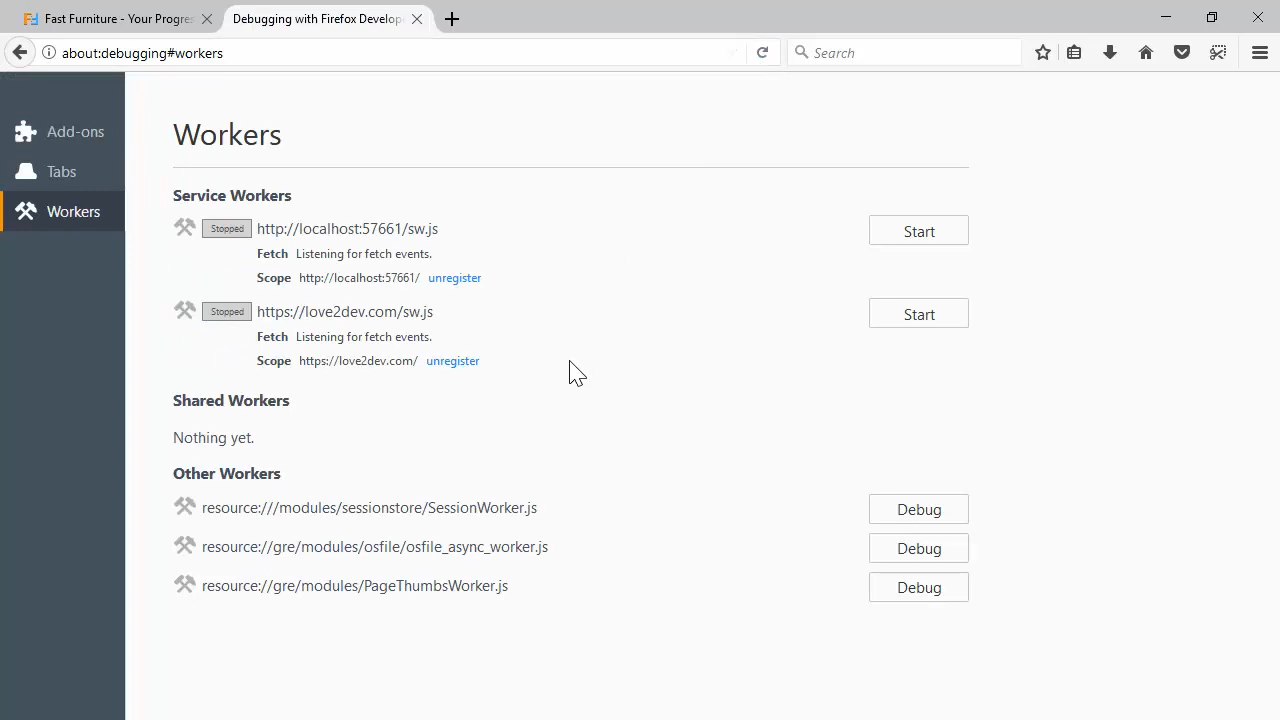 Fast Furniture - Your Progres
Debugging with Firefox Develop
about:debugging#workers
Search
Add-ons
Tabs
Workers
Workers
Service Workers
Stopped http://localhost:57661/sw.js Start
Fetch Listening for fetch events.
Scope http://localhost:57661/ unregister
Stopped https://love2dev.com/sw.js Start
Fetch Listening for fetch events.
Scope https://love2dev.com/ unregister
Shared Workers
Nothing yet.
Other Workers
resource:///modules/sessionstore/SessionWorker.js Debug
resource://gre/modules/osfile/osfile_async_worker.js Debug
resource://gre/modules/PageThumbsWorker.js Debug